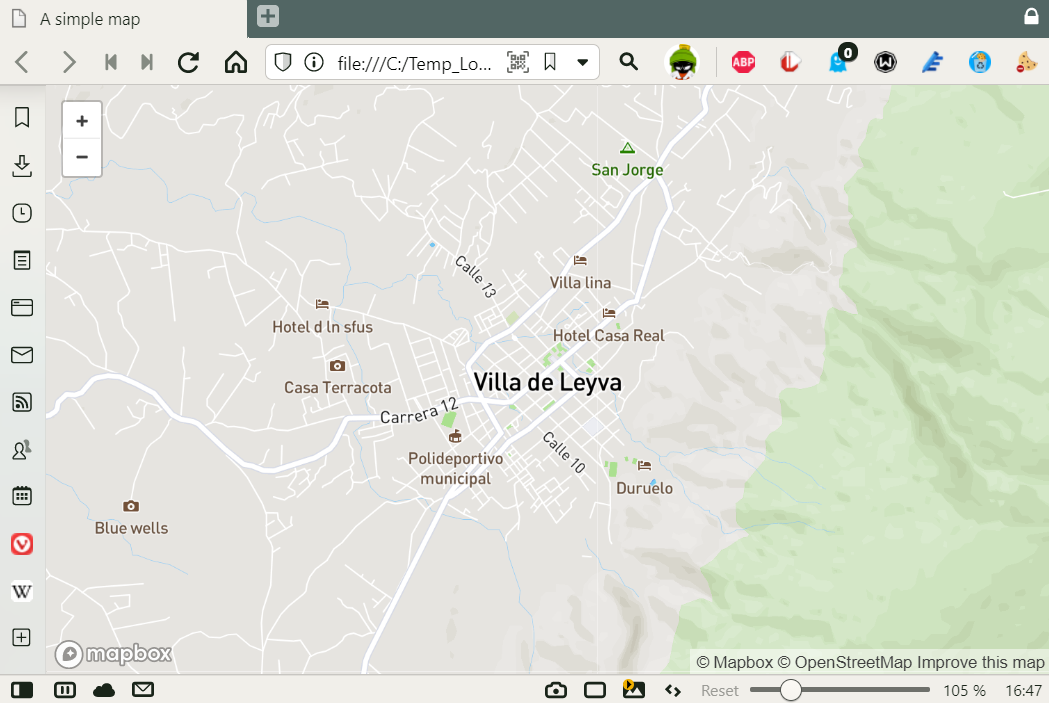 A simple map
file:///C:/Temp_Lo...
ABP
0
W
+
−
San Jorge
Calle 13
Villa lina
Hotel d ln sfus
Hotel Casa Real
Casa Terracota
Villa de Leyva
Carrera 12
Polideportivo
municipal
Calle 10
Duruelo
Blue wells
W
mapbox
© Mapbox © OpenStreetMap Improve this map
Reset
105 %
16:47